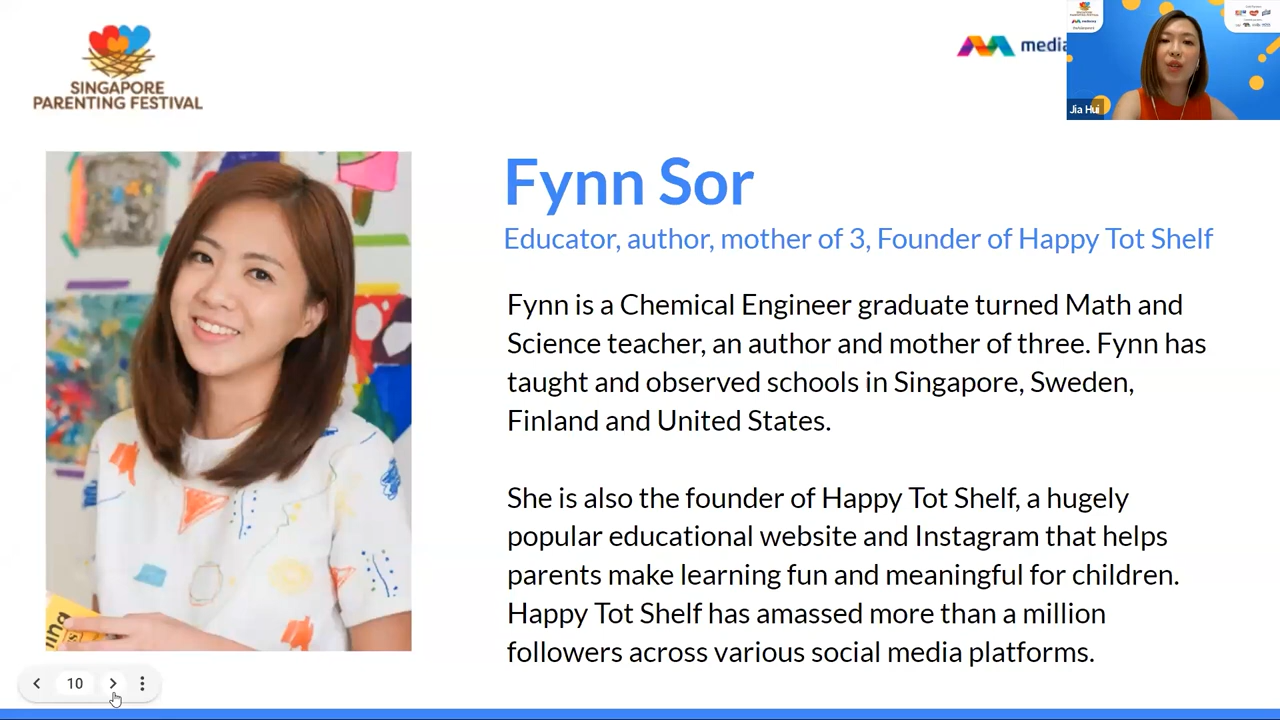 SINGAPORE
PARENTING FESTIVAL
media
Jia Hui
Fynn Sor
Educator, author, mother of 3, Founder of Happy Tot Shelf
Fynn is a Chemical Engineer graduate turned Math and
Science teacher, an author and mother of three. Fynn has
taught and observed schools in Singapore, Sweden,
Finland and United States.
She is also the founder of Happy Tot Shelf, a hugely
popular educational website and Instagram that helps
parents make learning fun and meaningful for children.
Happy Tot Shelf has amassed more than a million
followers across various social media platforms.
10